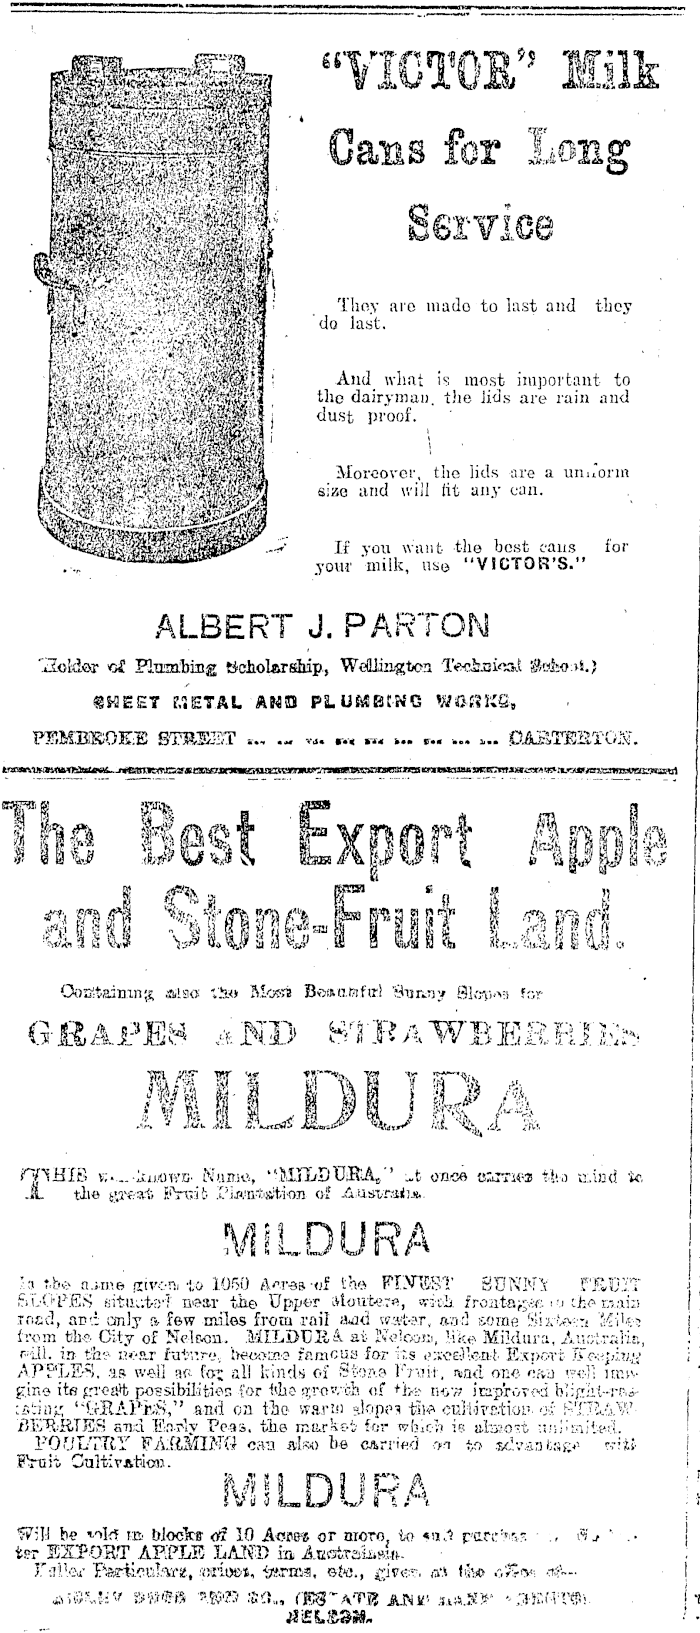 "VICTOR" Milk
Cans for Long
Service
They are made to last and they
do last.
And what is most important to
the dairyman, the lids are rain and
dust proof.
Moreover, the lids are a uniform
size and will fit any can.
If you want the best cans for
your milk, use "VICTOR'S."
ALBERT J. PARTON
(Holder of Plumbing Scholarship, Wellington Technical School.)
SHEET METAL AND PLUMBING WORKS,
PEMBROKE STREET ... ... ... ... ... ... ... ... ... CARTERTON.
The Best Export Apple
and Stone-Fruit Land.
Containing also the Most Beautiful Sunny Slopes for
GRAPES AND STRAWBERRIES
MILDURA
THIS well-known Name, "MILDURA," at once carries the mind to
the great Fruit Plantation of Australia.
MILDURA
Is the name given to 1050 Acres of the FINEST SUNNY FRUIT
SLOPES situated near the Upper Moutere, with frontages to the main
road, and only a few miles from rail and water, and some Sixteen Miles
from the City of Nelson. MILDURA at Nelson, like Mildura, Australia,
will, in the near future, become famous for its excellent Export Keeping
APPLES, as well as for all kinds of Stone Fruit, and one can well ima-
gine its great possibilities for the growth of the now improved blight-res-
isting "GRAPES," and on the warm slopes the cultivation of STRAW-
BERRIES and Early Peas, the market for which is almost unlimited.
POULTRY FARMING can also be carried on to advantage with
Fruit Cultivation.
MILDURA
Will be sold in blocks of 10 Acres or more, to suit
ter EXPORT APPLE LAND in Australasia.
Fuller Particulars, prices, terms, etc., given at the office of—
BROS AND CO., (ESTATE AND AGENTS)
NELSON.